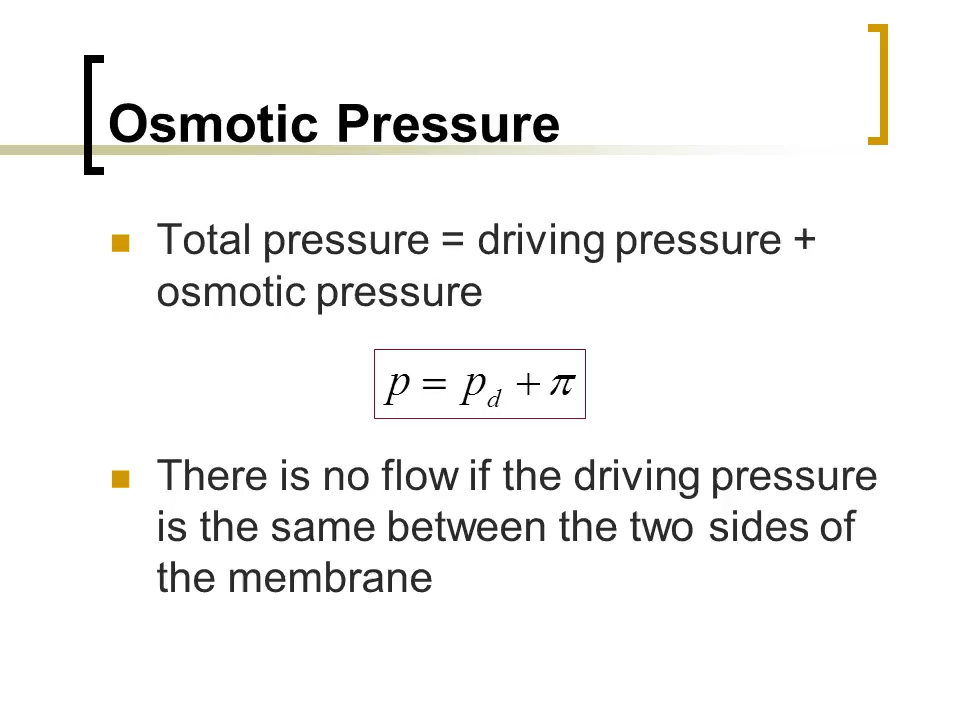 Osmotic Pressure
Total pressure = driving pressure +
osmotic pressure
p = p_d + π
There is no flow if the driving pressure
is the same between the two sides of
the membrane